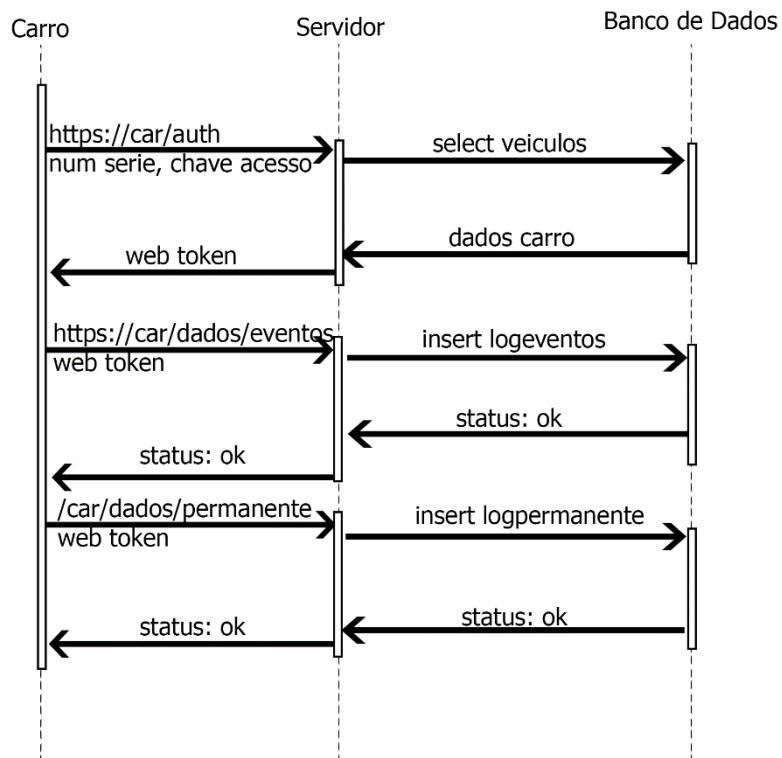 Carro
Servidor
Banco de Dados
https://car/auth
num serie, chave acesso
select veiculos
dados carro
web token
https://car/dados/eventos
web token
insert logeventos
status: ok
status: ok
/car/dados/permanente
web token
insert logpermanente
status: ok
status: ok